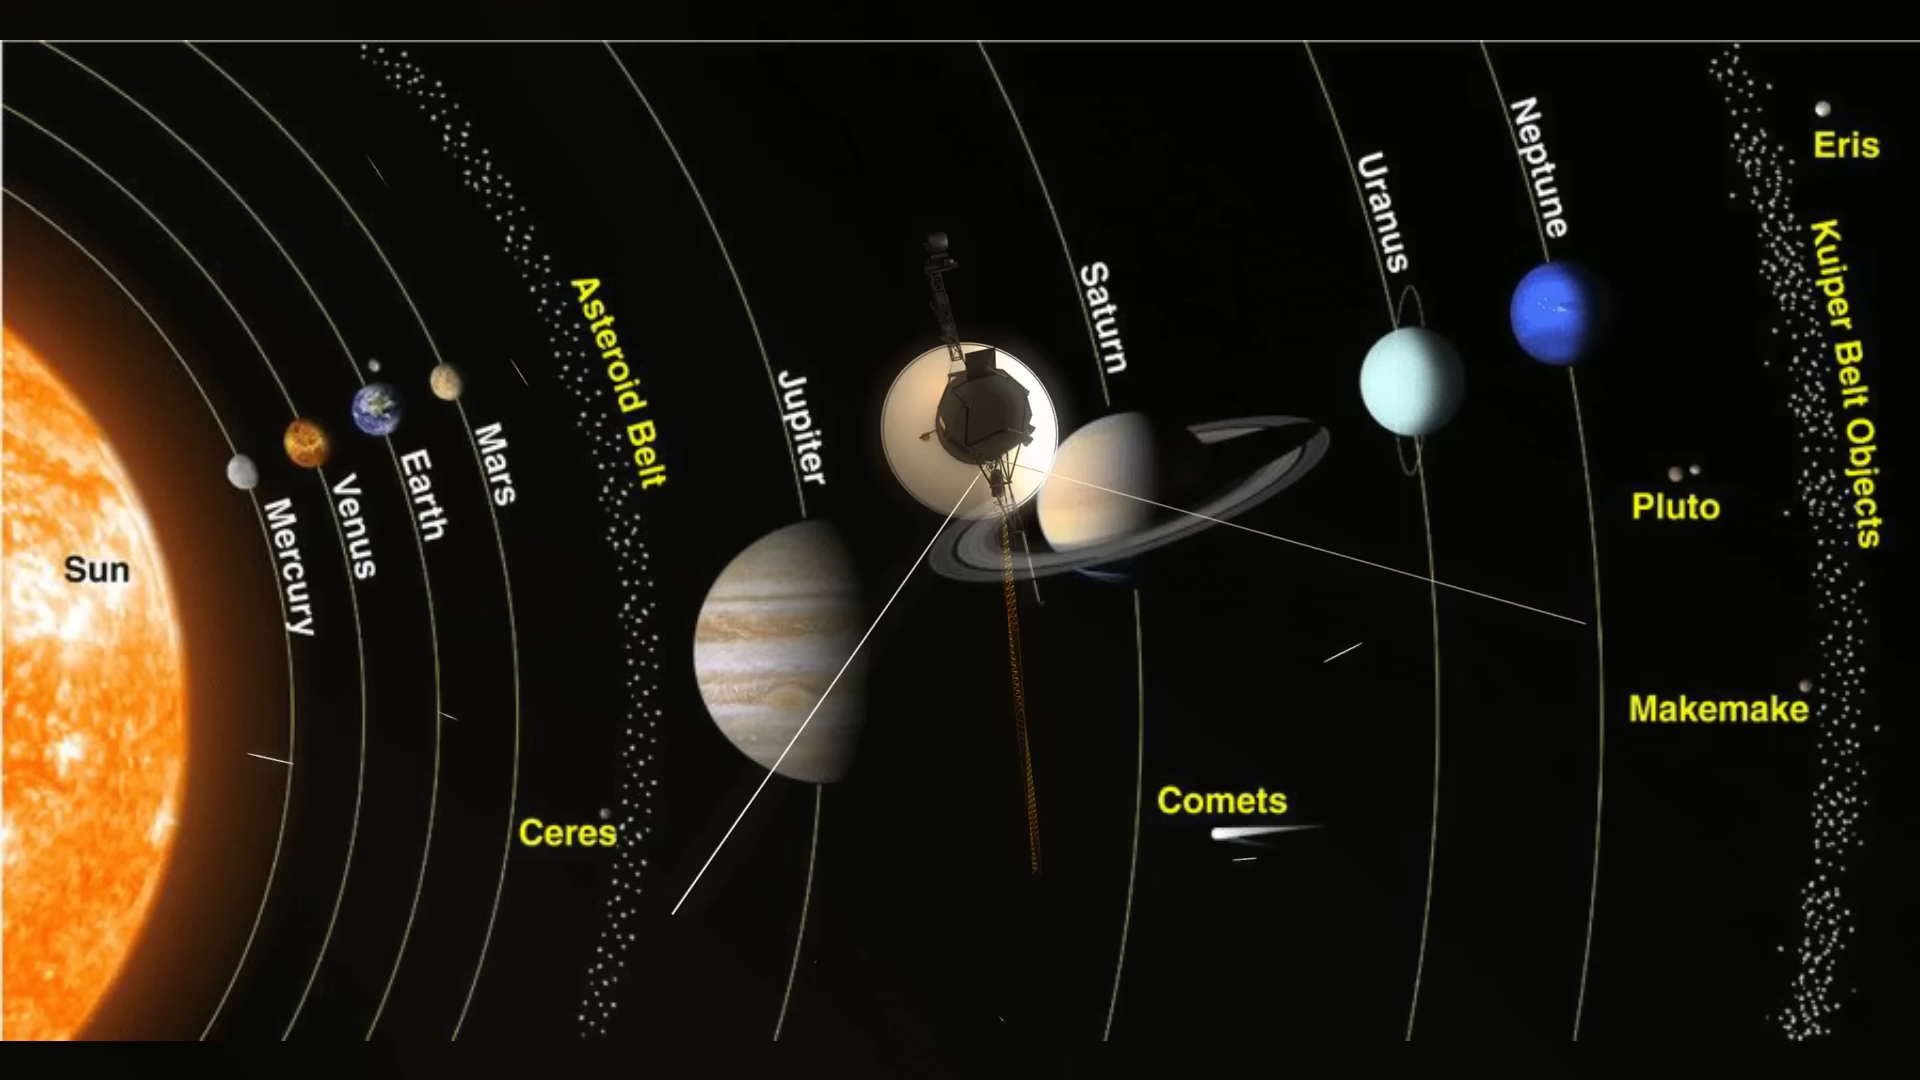 Sun
Mercury
Venus
Earth
Mars
Asteroid Belt
Ceres
Jupiter
Saturn
Comets
Uranus
Neptune
Pluto
Makemake
Eris
Kuiper Belt Objects